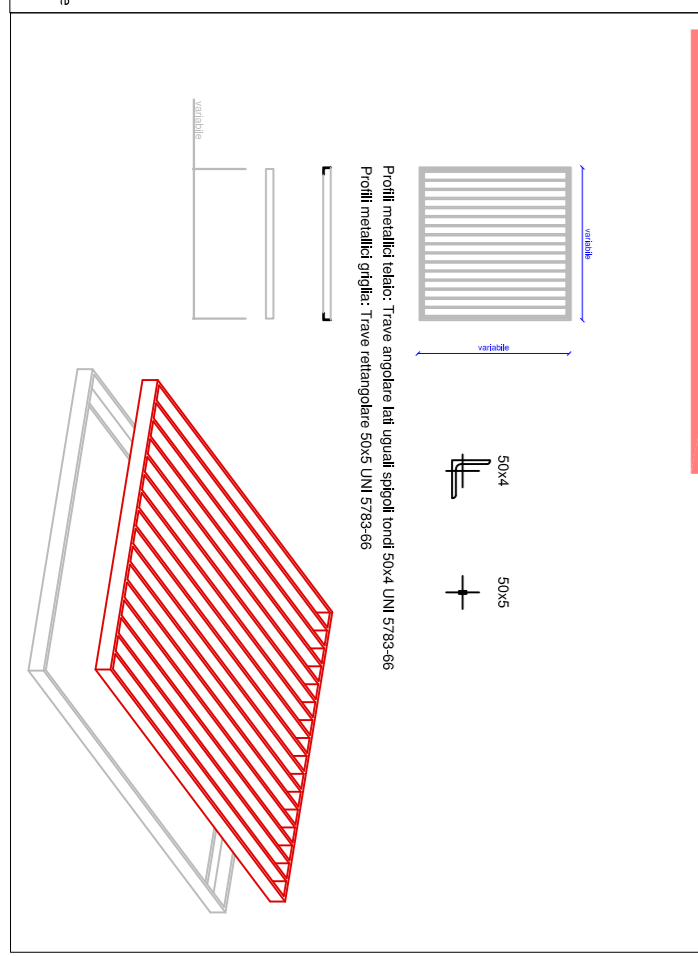 variabile
variabile
variabile
50x4
50x5
Profili metallici telaio: Trave angolare lati uguali spigoli tondi 50x4 UNI 5783-66
Profili metallici griglia: Trave rettangolare 50x5 UNI 5783-66